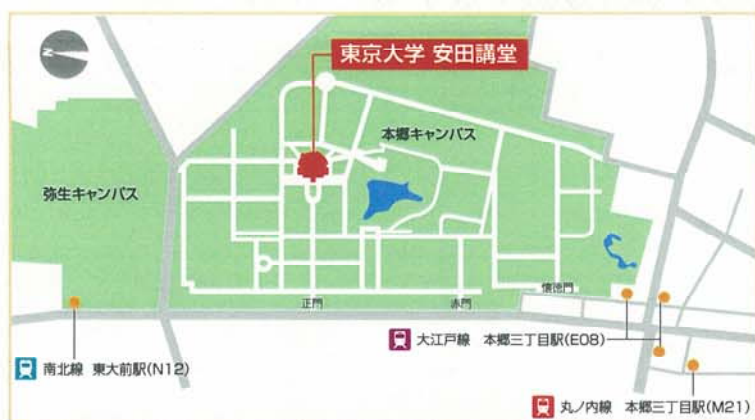 N
東京大学 安田講堂
本郷キャンパス
弥生キャンパス
懐徳門
正門
赤門
大江戸線 本郷三丁目駅(E08)
南北線 東大前駅(N12)
丸ノ内線 本郷三丁目駅(M21)